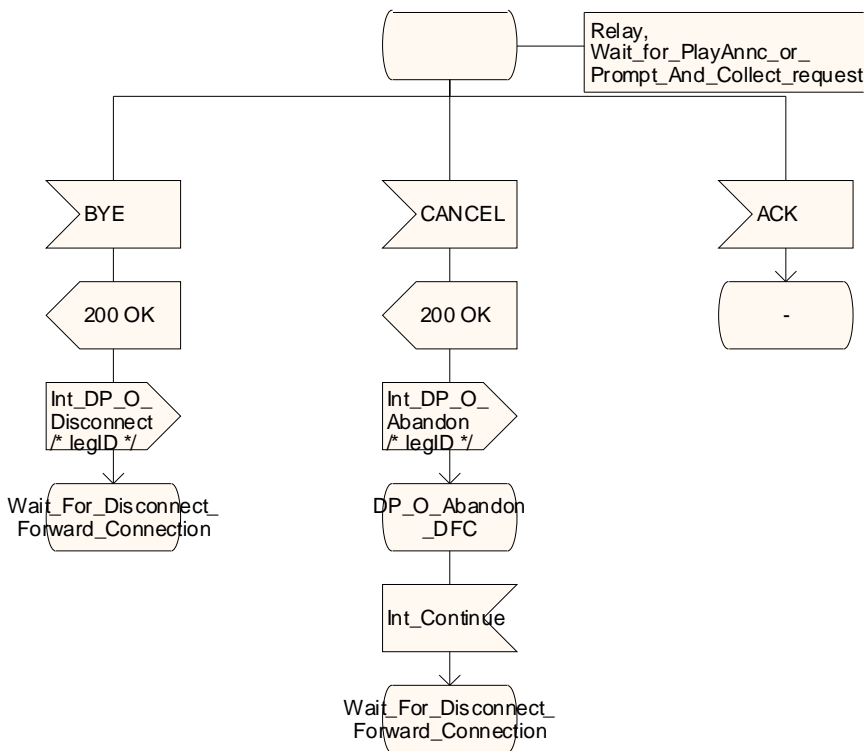 Relay,
Wait_for_PlayAnnc_or_
Prompt_And_Collect_request
BYE
CANCEL
ACK
200 OK
200 OK
-
Int_DP_O_
Disconnect
/* legID */
Int_DP_O_
Abandon
/* legID */
Wait_For_Disconnect_
Forward_Connection
DP_O_Abandon
_DFC
Int_Continue
Wait_For_Disconnect_
Forward_Connection